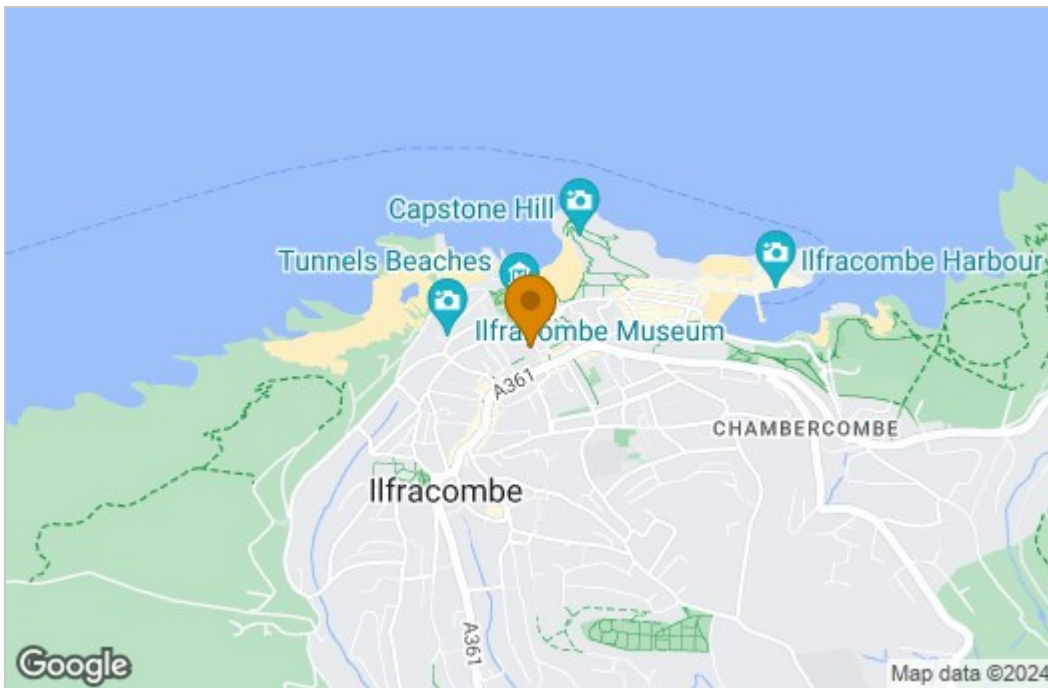 Capstone Hill
Tunnels Beaches
Ilfracombe Harbour
Ilfracombe Museum
A361
CHAMBERCOMBE
Ilfracombe
A361
Google
Map data ©2024